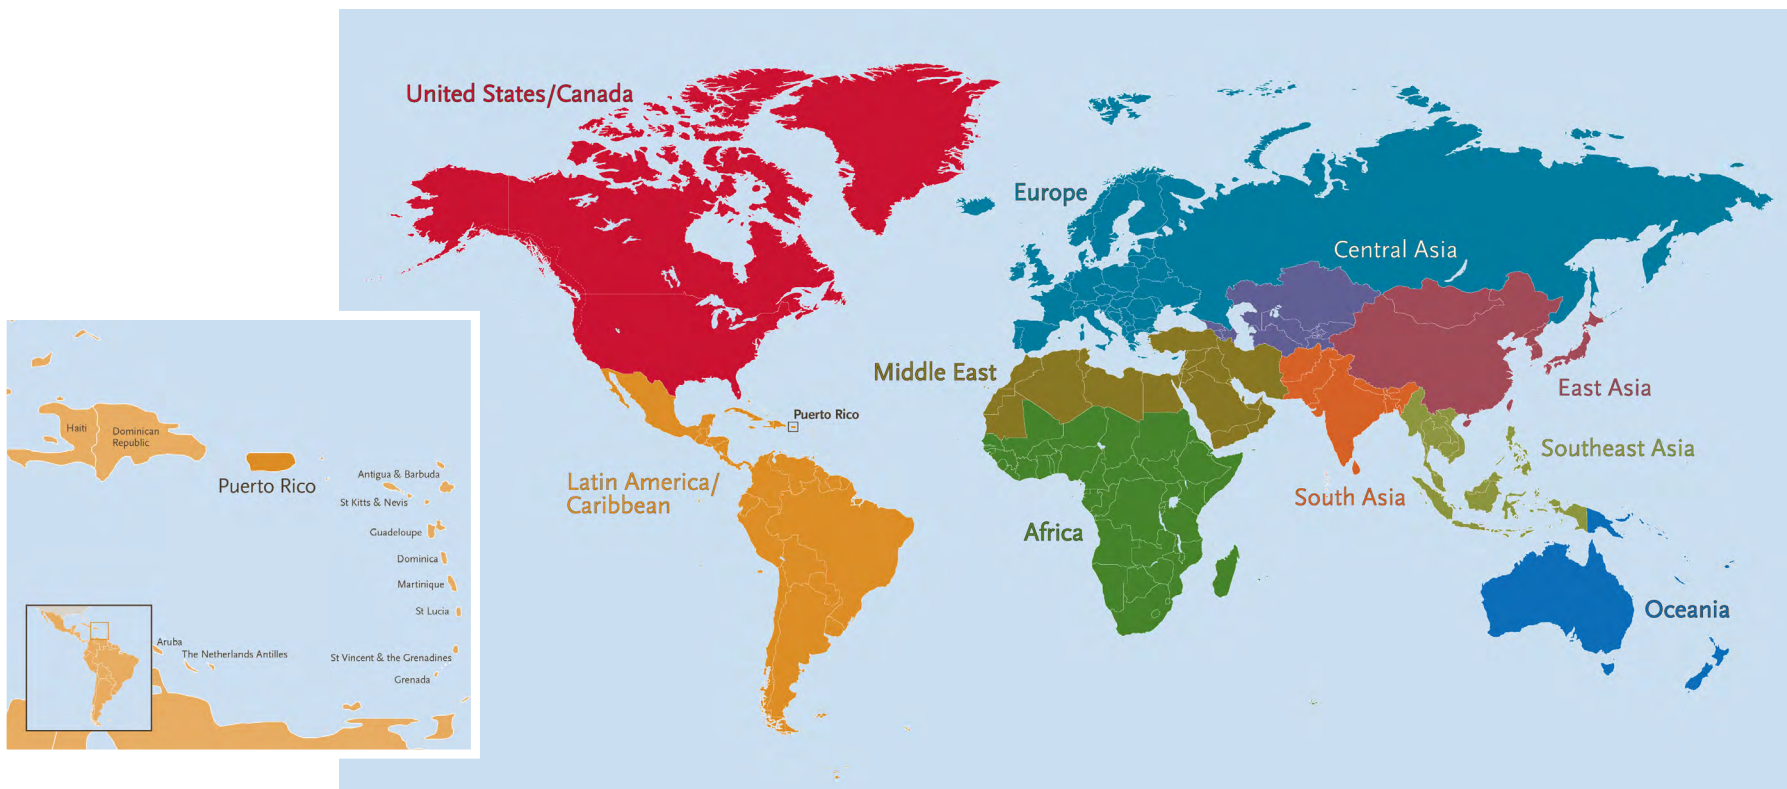 United States/Canada
Europe
Central Asia
Middle East
East Asia
Puerto Rico
Southeast Asia
Latin America/
Caribbean
South Asia
Africa
Oceania
Haiti
Dominican
Republic
Puerto Rico
Antigua & Barbuda
St Kitts & Nevis
Guadeloupe
Dominica
Martinique
St Lucia
Aruba
The Netherlands Antilles
St Vincent & the Grenadines
Grenada